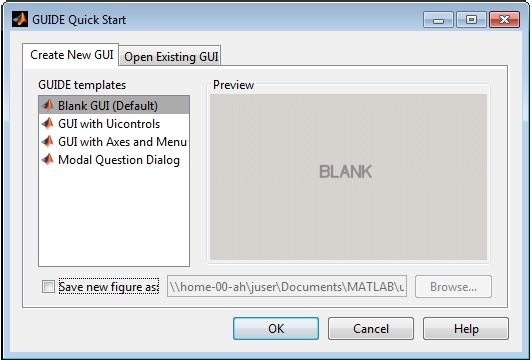 GUIDE Quick Start
Create New GUI
Open Existing GUI
GUIDE templates
Blank GUI (Default)
GUI with Uicontrols
GUI with Axes and Menu
Modal Question Dialog
Preview
BLANK
Save new figure as:
\\home-00-ah\juser\Documents\MATLAB\u
Browse...
OK
Cancel
Help